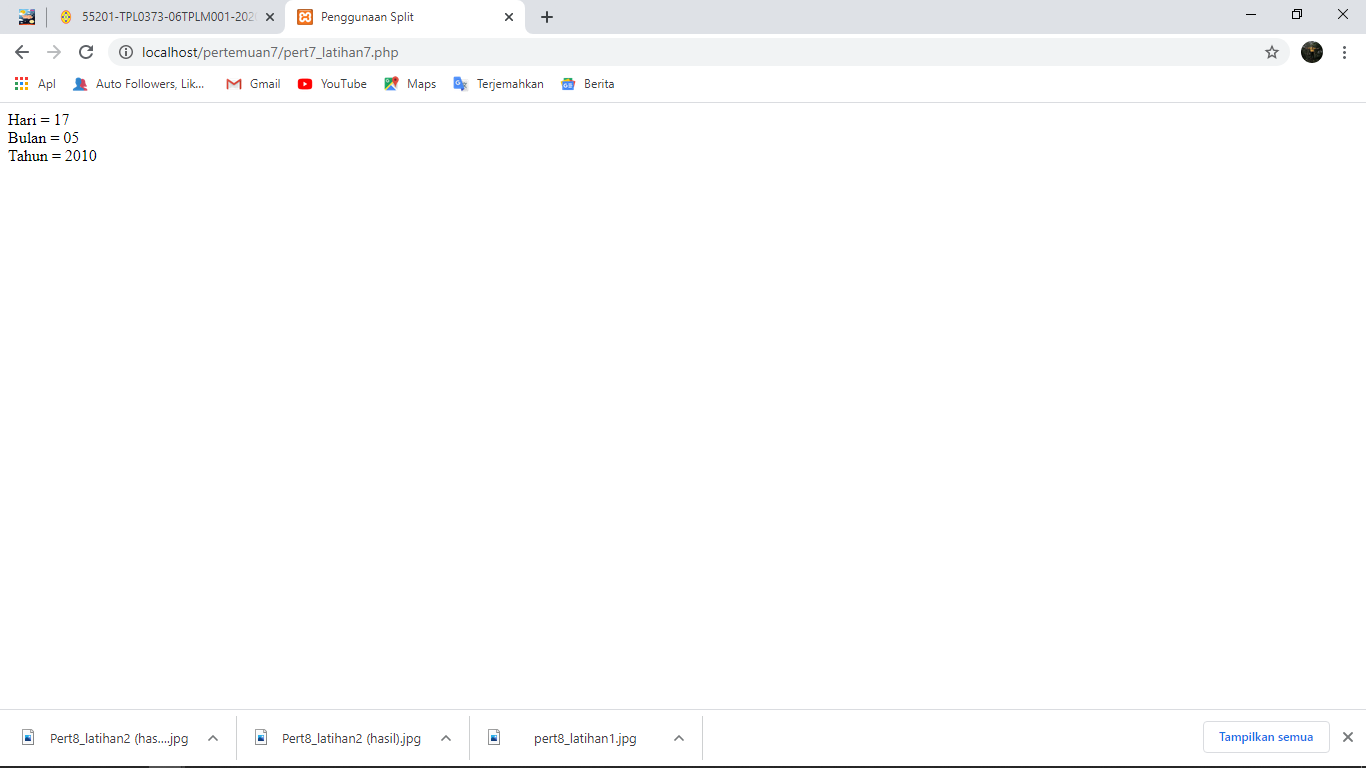 55201-TPL0373-06TPLM001-202
Penggunaan Split
localhost/pertemuan7/pert7_latihan7.php
Apl
Auto Followers, Lik...
Gmail
YouTube
Maps
Terjemahkan
Berita
Hari = 17
Bulan = 05
Tahun = 2010
Pert8_latihan2 (has....jpg
Pert8_latihan2 (hasil).jpg
pert8_latihan1.jpg
Tampilkan semua